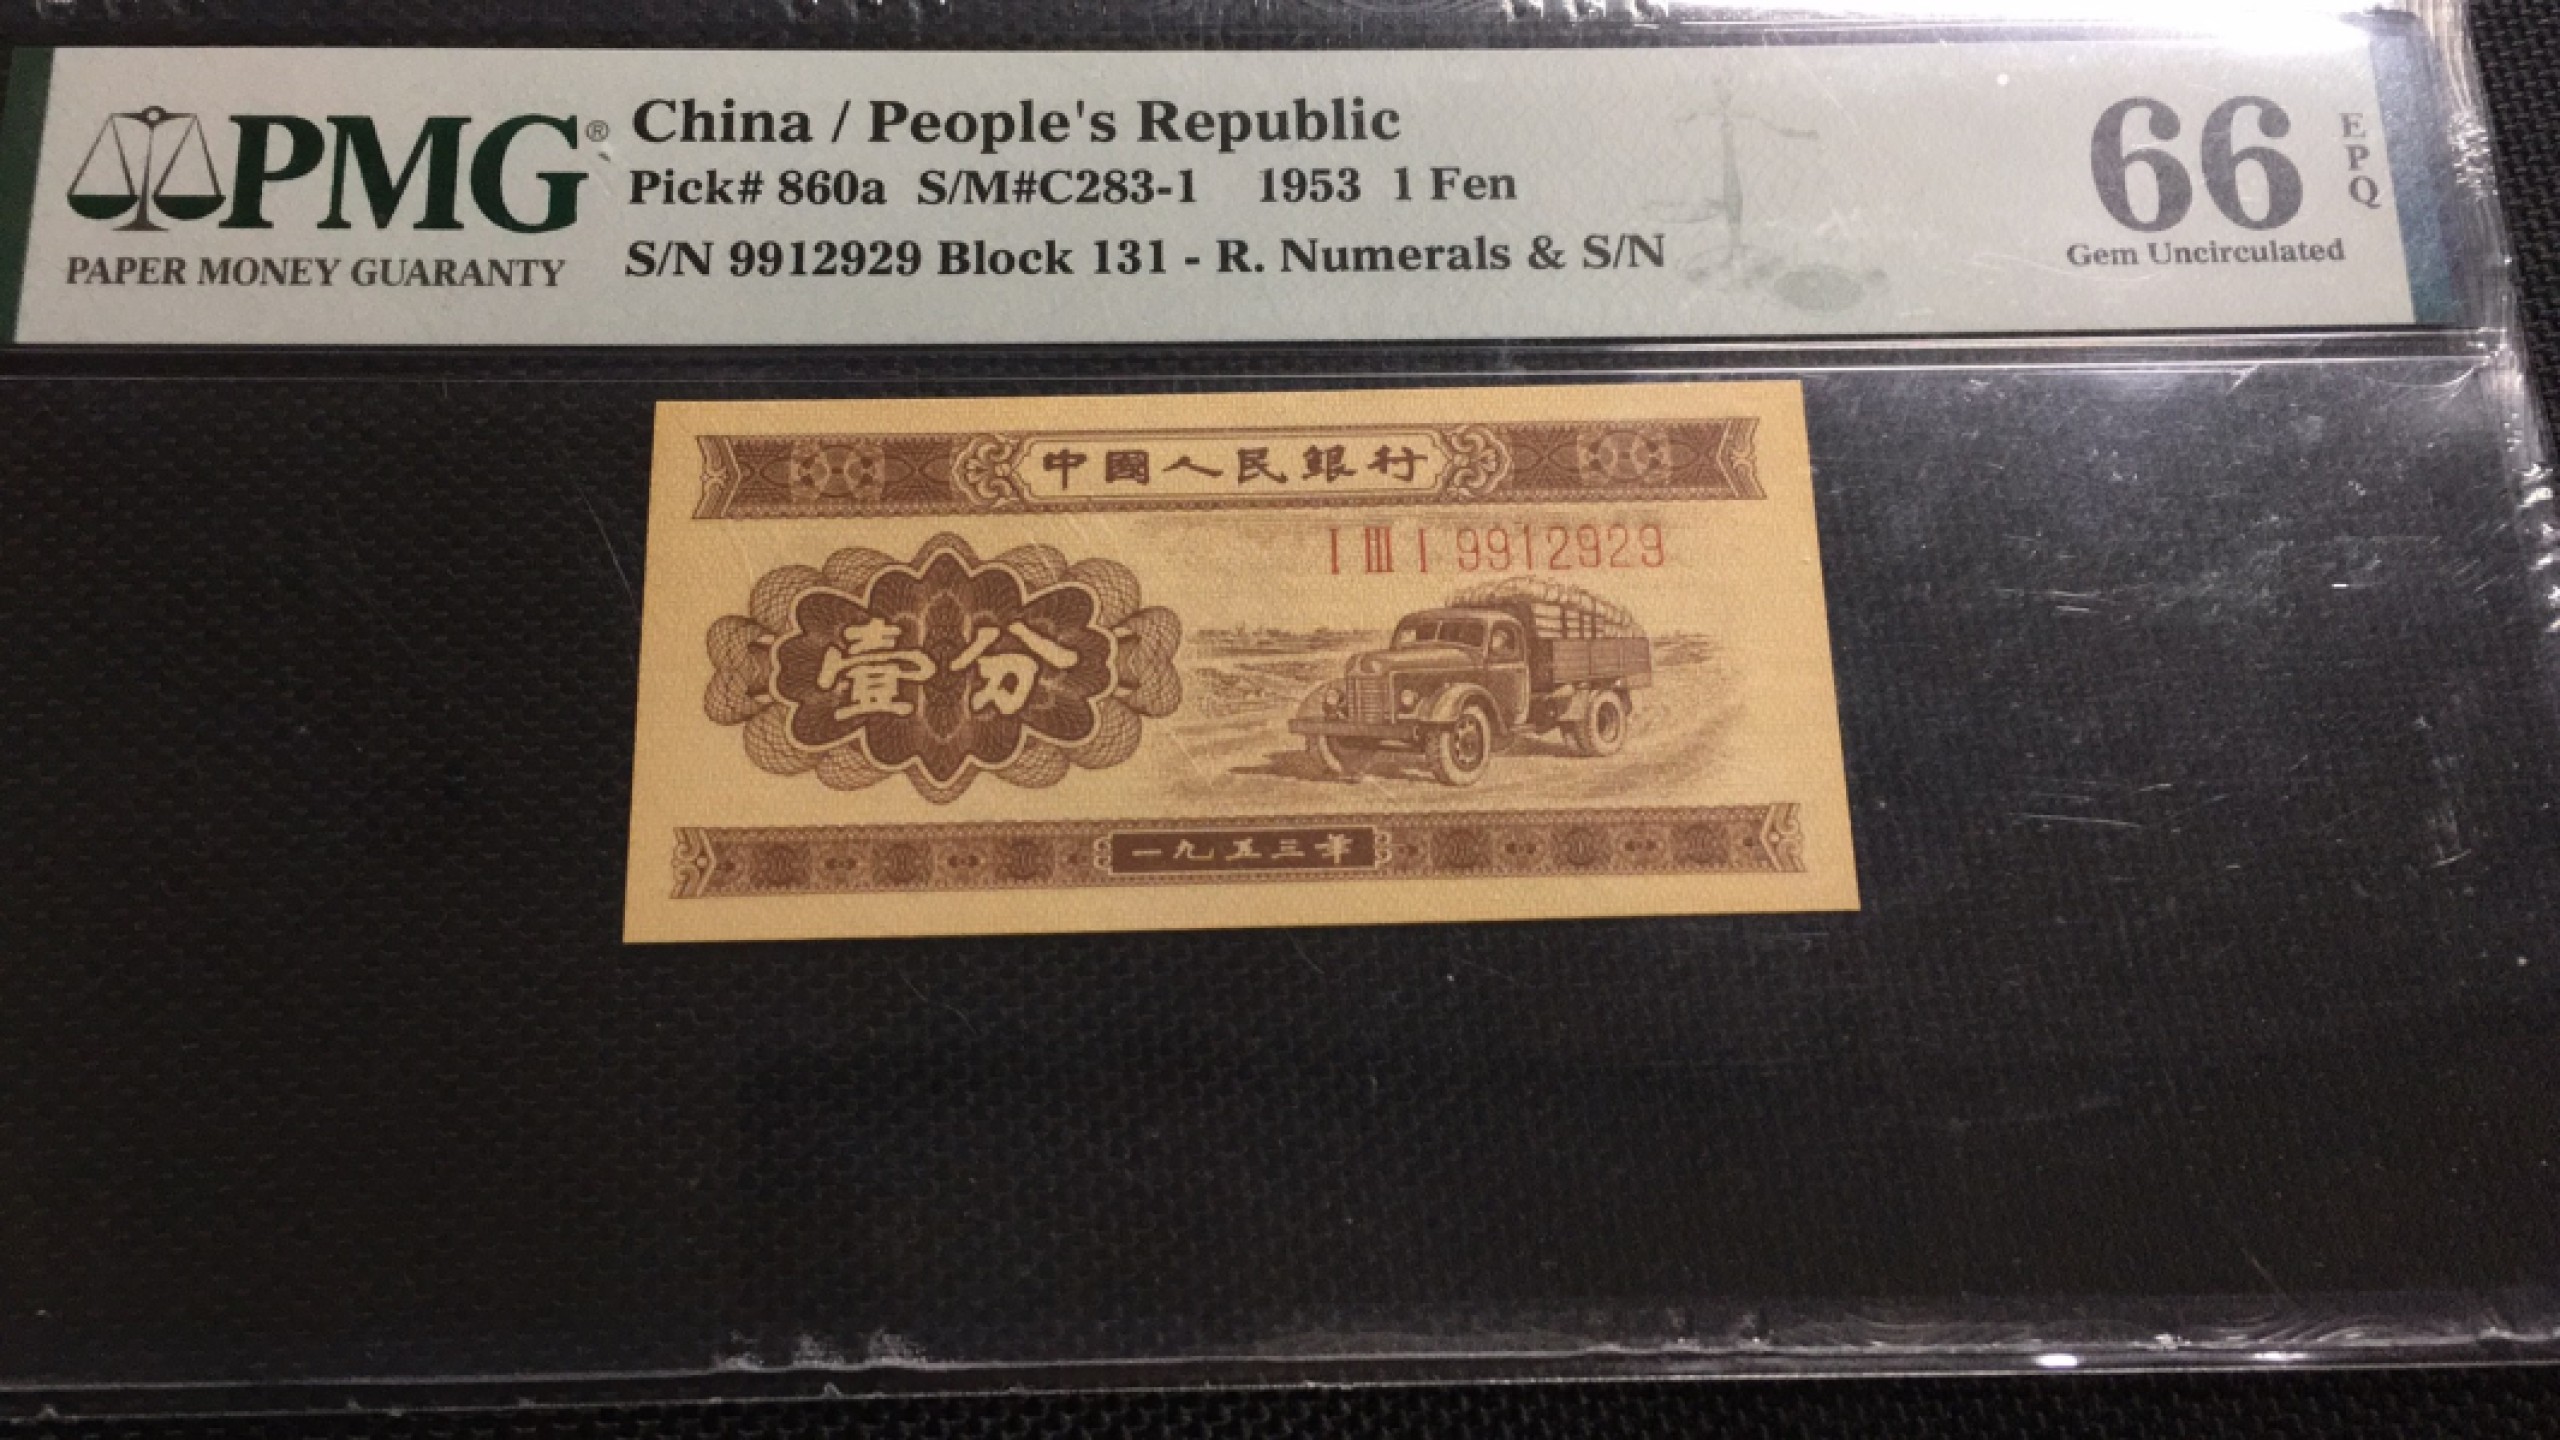 PMG®
PAPER MONEY GUARANTY
China / People's Republic
Pick# 860a S/M#C283-1 1953 1 Fen
S/N 9912929 Block 131 - R. Numerals & S/N
66
EPQ
Gem Uncirculated
中國人民銀行
I III I 9912929
壹分
一九五三年